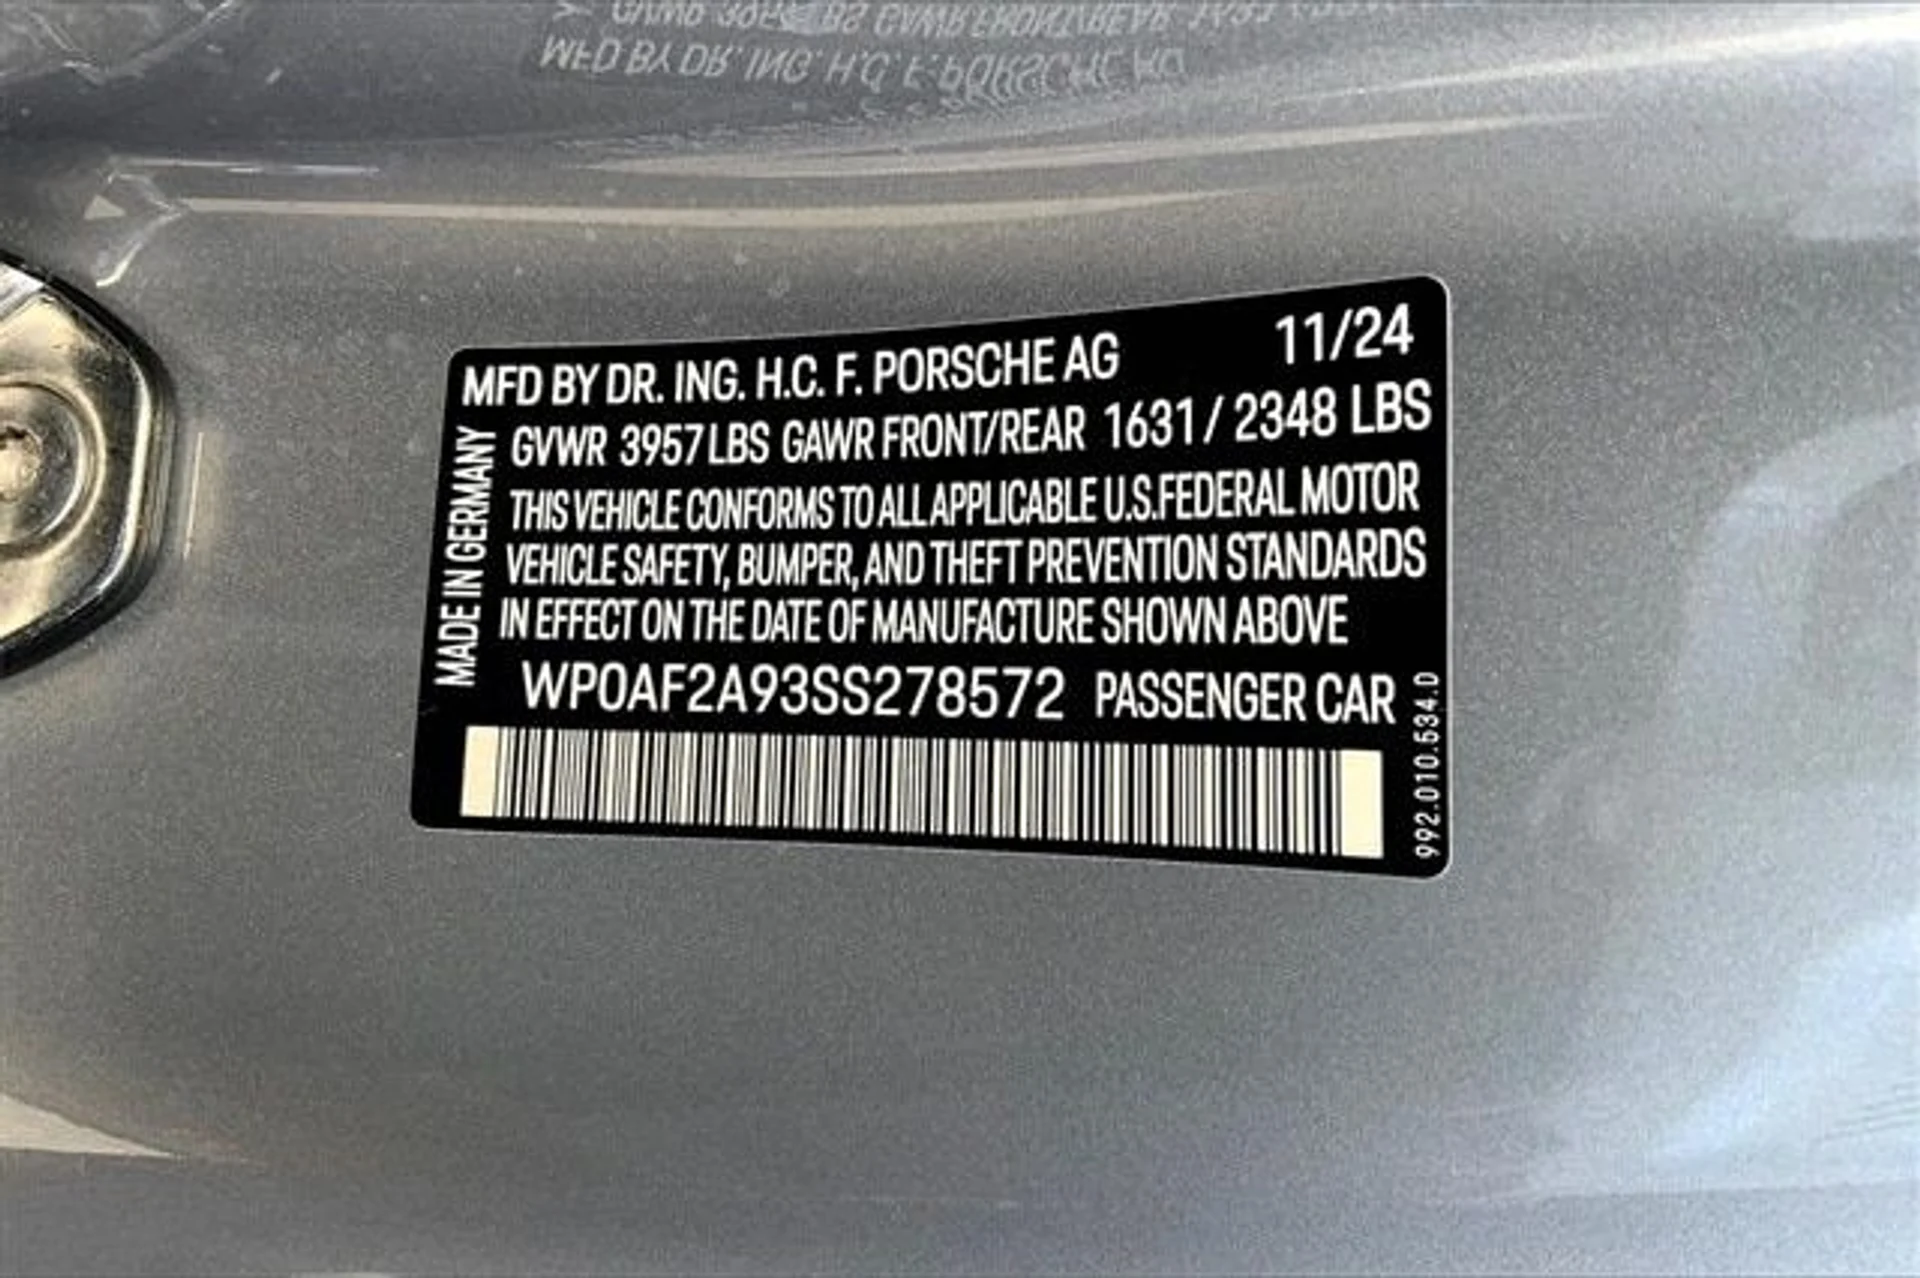 MFD BY DR. ING. H.C. F. PORSCHE AG 11/24
GVWR 3957 LBS GAWR FRONT/REAR 1631 / 2348 LBS
THIS VEHICLE CONFORMS TO ALL APPLICABLE U.S.FEDERAL MOTOR
VEHICLE SAFETY, BUMPER, AND THEFT PREVENTION STANDARDS
IN EFFECT ON THE DATE OF MANUFACTURE SHOWN ABOVE
WP0AF2A93SS278572 PASSENGER CAR
MADE IN GERMANY
992.010.534.D